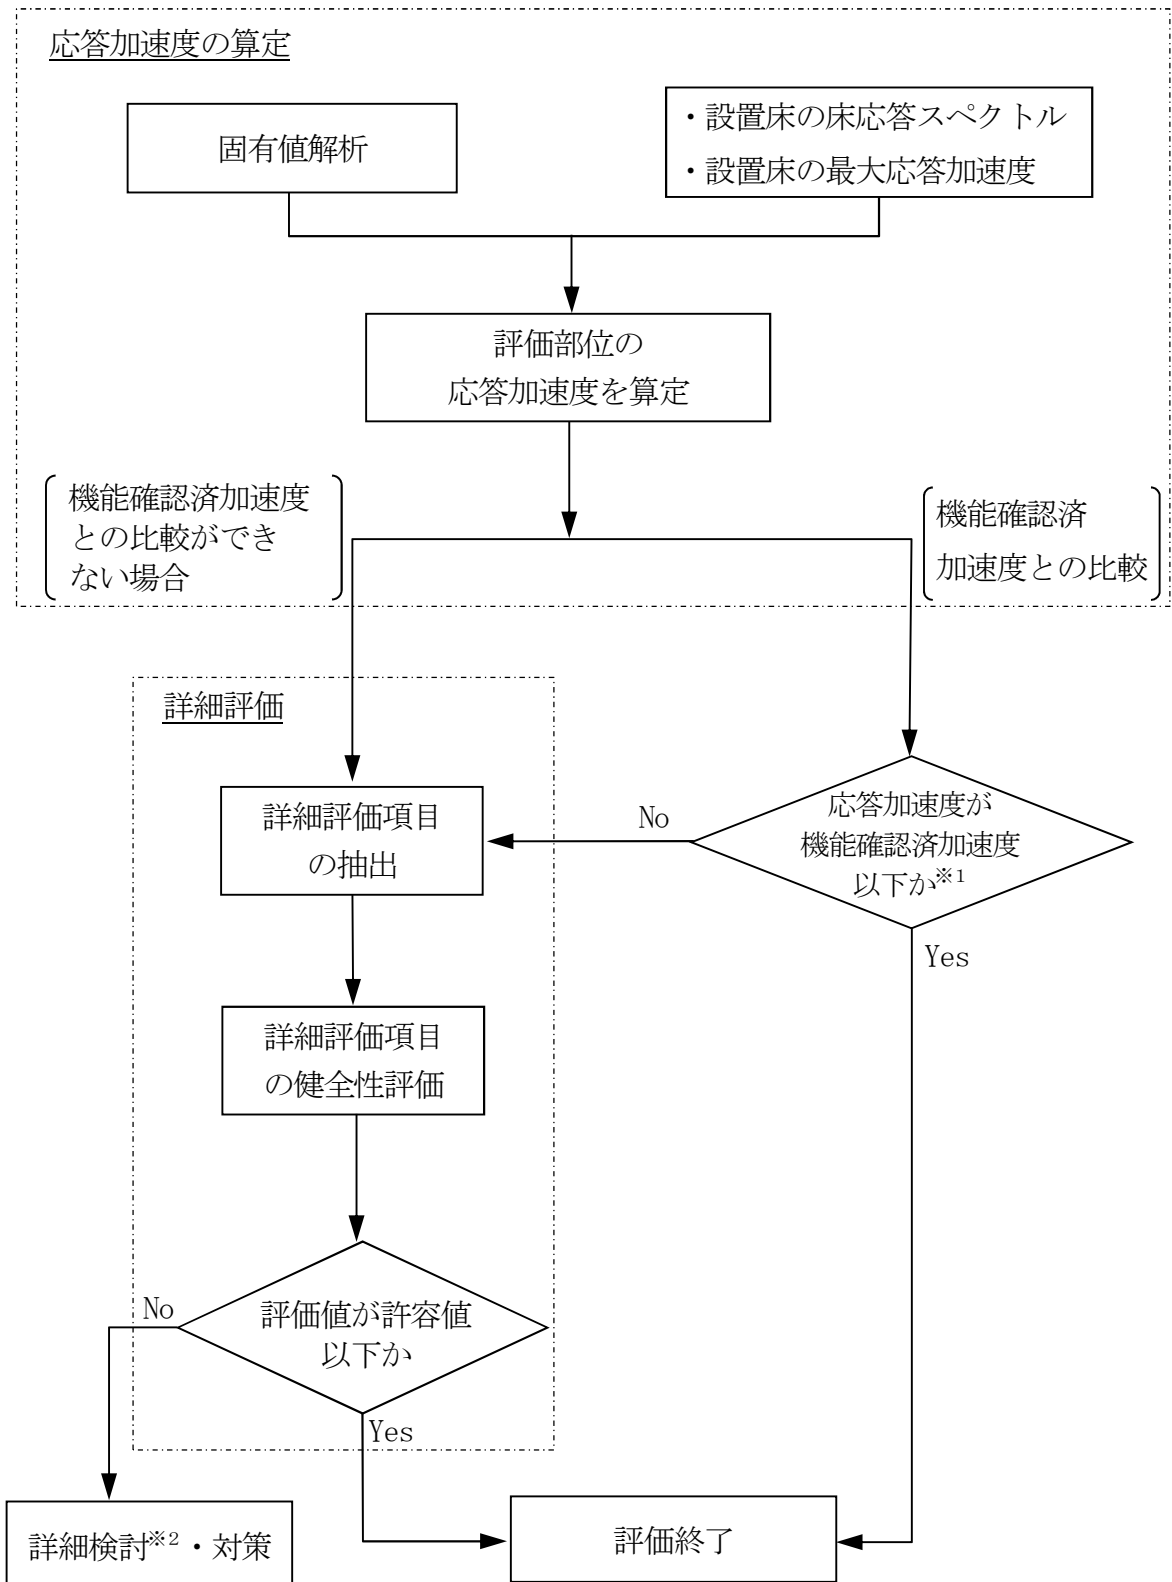 応答加速度の算定
固有値解析
・設置床の床応答スペクトル
・設置床の最大応答加速度
評価部位の
応答加速度を算定
機能確認済加速度
との比較ができ
ない場合
機能確認済
加速度との比較
詳細評価
詳細評価項目
の抽出
No
応答加速度が
機能確認済加速度
以下か※1
Yes
詳細評価項目
の健全性評価
評価値が許容値
以下か
No
Yes
詳細検討※2・対策
評価終了